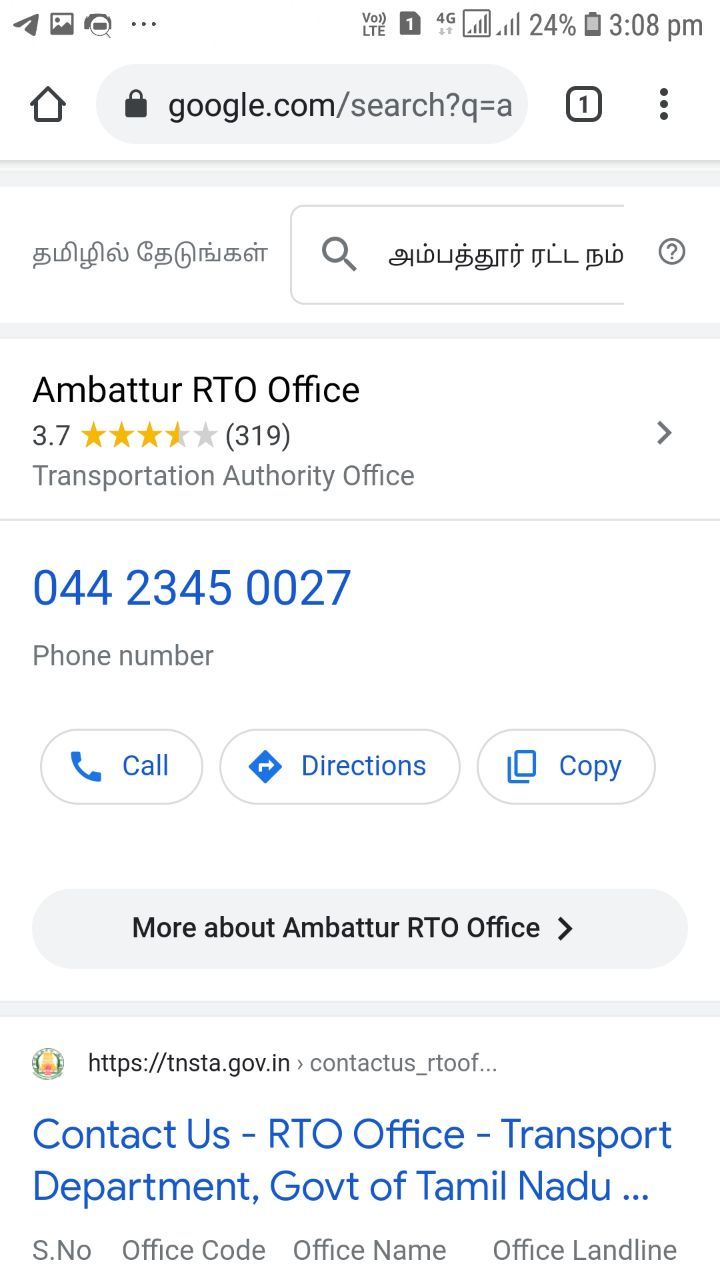 Vo)) LTE 1 4G 24% 3:08 pm
google.com/search?q=a 1
தமிழில் தேடுங்கள் அம்பத்தூர் ரட்ட நம்
Ambattur RTO Office
3.7 (319)
Transportation Authority Office
044 2345 0027
Phone number
Call Directions Copy
More about Ambattur RTO Office
https://tnsta.gov.in › contactus_rtoof...
Contact Us - RTO Office - Transport
Department, Govt of Tamil Nadu ...
S.No Office Code Office Name Office Landline